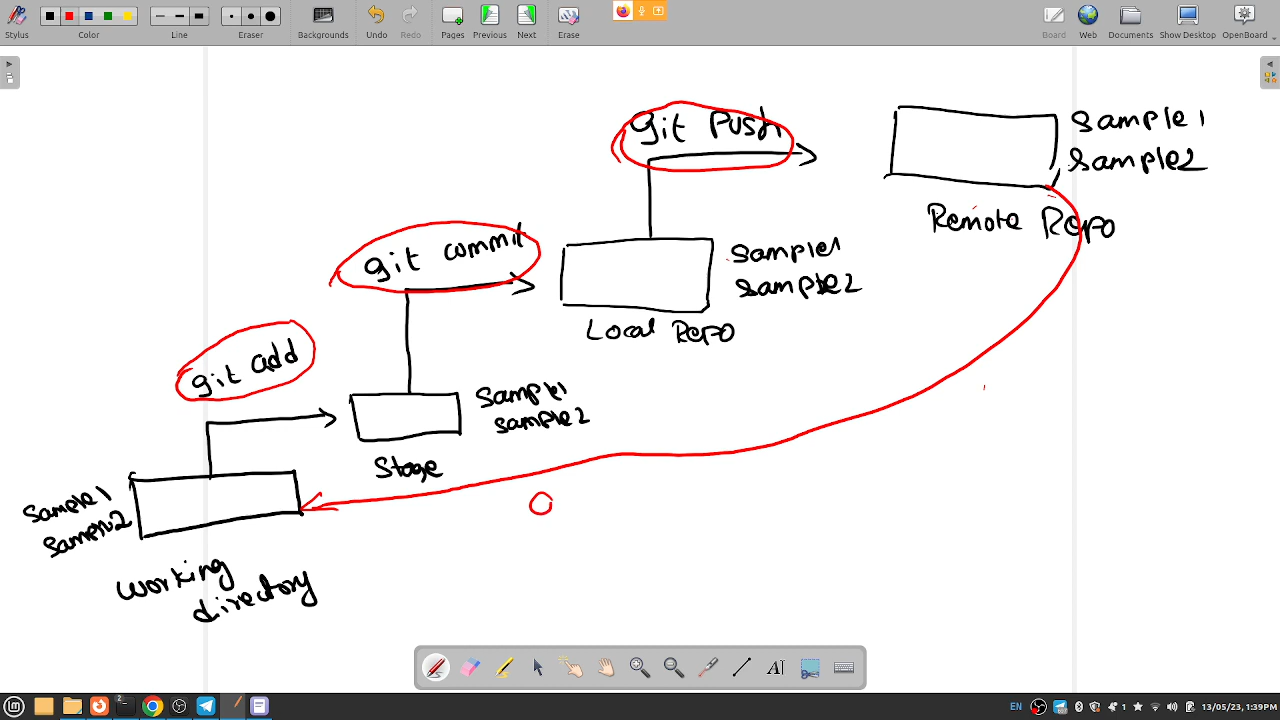 Stylus
Color
Line
Eraser
Backgrounds
Undo
Redo
Pages
Previous
Next
Erase
Board
Web
Documents
Show Desktop
OpenBoard
git push
Sample1
Sample2
Remote Repo
git commit
Sample1
Sample2
Local Repo
git add
Sample1
Sample2
Stage
Sample1
Sample2
working
directory
2
EN
1
13/05/23, 1:39PM